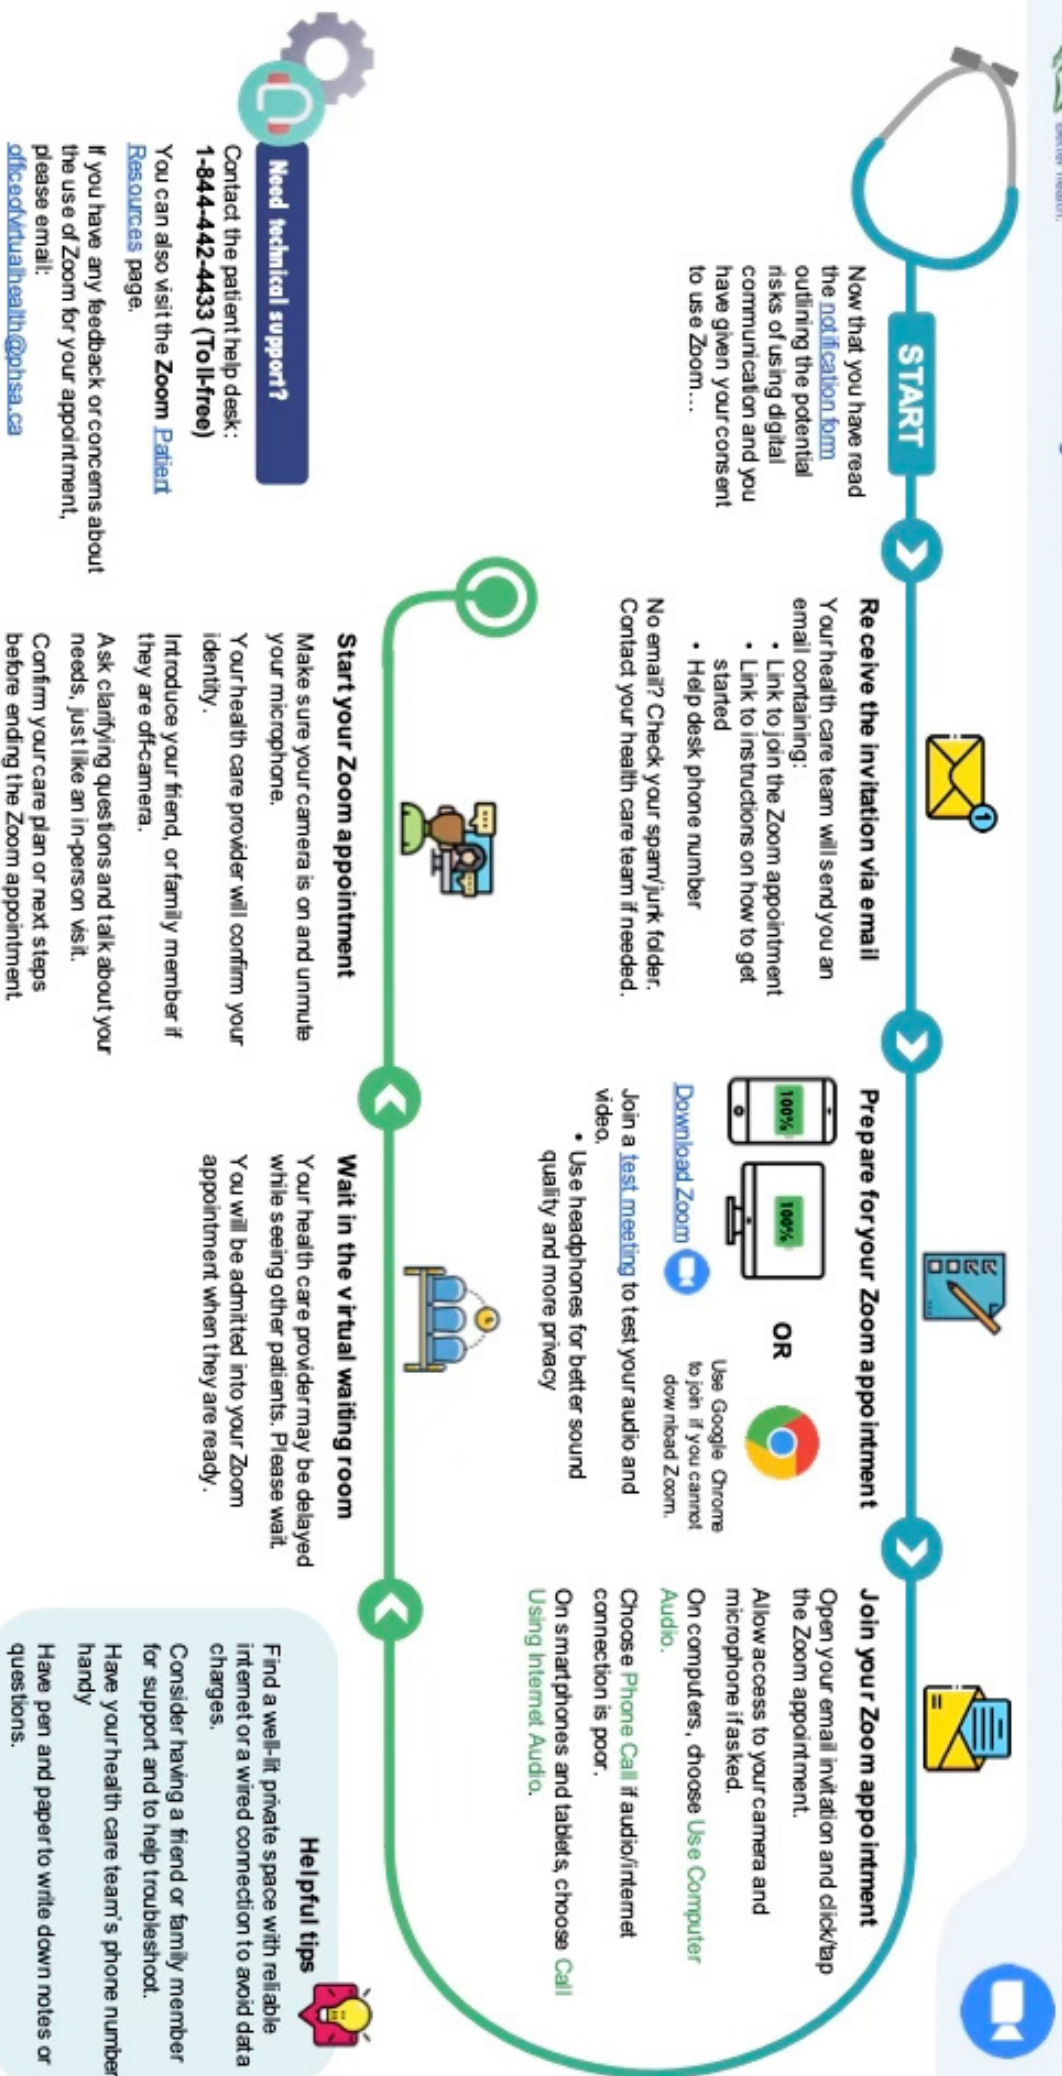 Better health.
START
Now that you have read
the notification form
outlining the potential
risks of using digital
communication and you
have given your consent
to use Zoom...
Receive the invitation via email
1
Your health care team will send you an
email containing:
• Link to join the Zoom appointment
• Link to instructions on how to get
started
• Help desk phone number
No email? Check your spam/junk folder.
Contact your health care team if needed.
Prepare for your Zoom appointment
100%
100%
OR
Download Zoom
Use Google Chrome
to join if you cannot
download Zoom.
Join a test meeting to test your audio and
video.
• Use headphones for better sound
quality and more privacy
Join your Zoom appointment
Open your email invitation and click/tap
the Zoom appointment.
Allow access to your camera and
microphone if asked.
On computers, choose Use Computer
Audio.
Choose Phone Call if audio/internet
connection is poor.
On smartphones and tablets, choose Call
Using Internet Audio.
Need technical support?
Contact the patient help desk:
1-844-442-4433 (Toll-free)
You can also visit the Zoom Patient
Resources page.
If you have any feedback or concerns about
the use of Zoom for your appointment,
please email:
officeofvirtualhealth@phsa.ca
Start your Zoom appointment
Make sure your camera is on and unmute
your microphone.
Your health care provider will confirm your
identity.
Introduce your friend, or family member if
they are off-camera.
Ask clarifying questions and talk about your
needs, just like an in-person visit.
Confirm your care plan or next steps
before ending the Zoom appointment.
Wait in the virtual waiting room
Your health care provider may be delayed
while seeing other patients. Please wait.
You will be admitted into your Zoom
appointment when they are ready.
Helpful tips
Find a well-lit private space with reliable
internet or a wired connection to avoid data
charges.
Consider having a friend or family member
for support and to help troubleshoot.
Have your health care team's phone number
handy
Have pen and paper to write down notes or
questions.